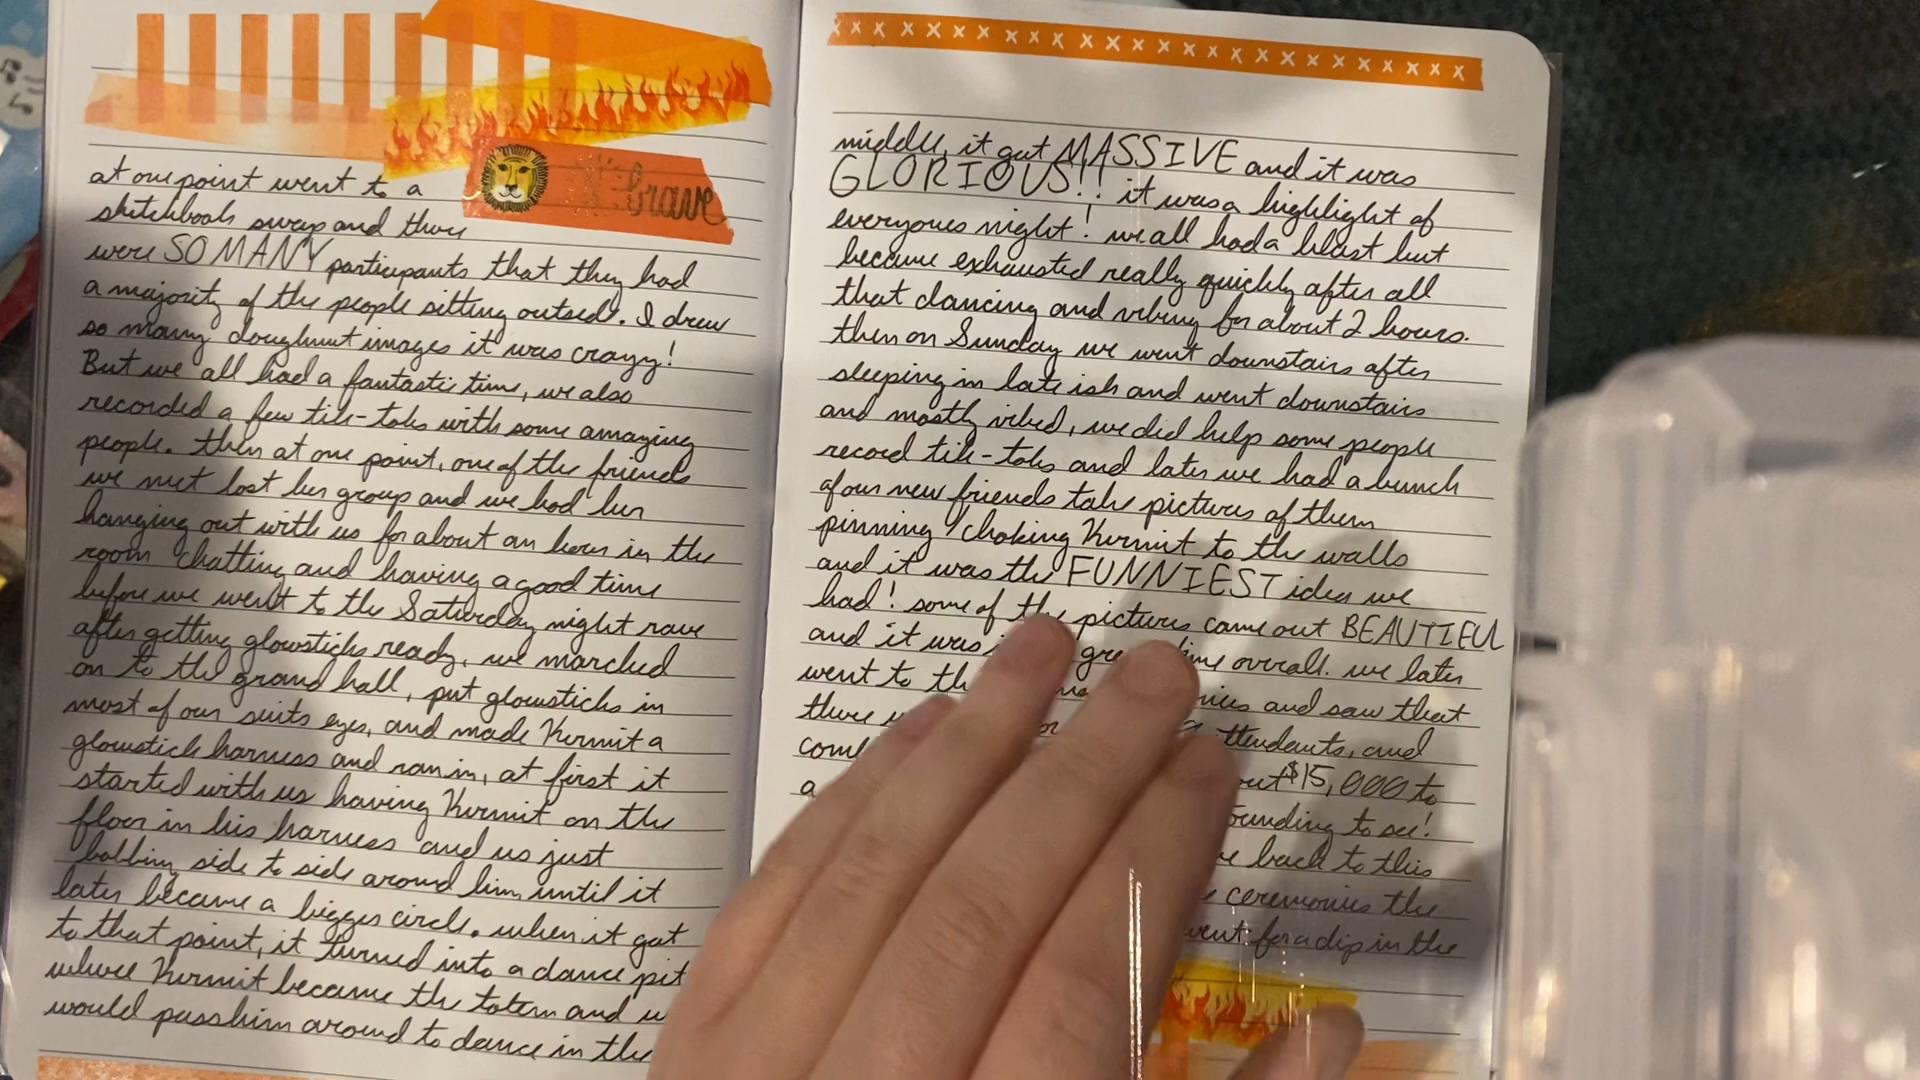 brave
at one point went to a
sketchbook swap and there
were SO MANY participants that they had
a majority of the people sitting outside. I drew
so many doughnut images it was crazy!
But we all had a fantastic time, we also
recorded a few tik-toks with some amazing
people. then at one point, one of the friends
we met lost her group and we had her
hanging out with us for about an hour in the
room chatting and having a good time
before we went to the Saturday night rave
after getting glowsticks ready, we marched
on to the grand hall, put glowsticks in
most of our suits eyes, and made Kermit a
glowstick harness and ran in, at first it
started with us having Kermit on the
floor in his harness and us just
bobbing side to side around him until it
later became a bigger circle. when it got
to that point, it turned into a dance pit
where Kermit became the totem and
would pass him around to dance in the
middle, it got MASSIVE and it was
GLORIOUS!! it was a highlight of
everyones night! we all had a blast but
became exhausted really quickly after all
that dancing and vibing for about 2 hours.
then on Sunday we went downstairs after
sleeping in late ish and went downstairs
and mostly vibed, we did help some people
record tik-toks and later we had a bunch
of our new friends take pictures of them
pinning/choking Kermit to the walls
and it was the FUNNIEST idea we
had! some of the pictures came out BEAUTIFUL
and it was time overall. we later
went to and saw that
there attendants, and
$15,000 to
a to see!
back to this
ceremonies the
went for a dip in the